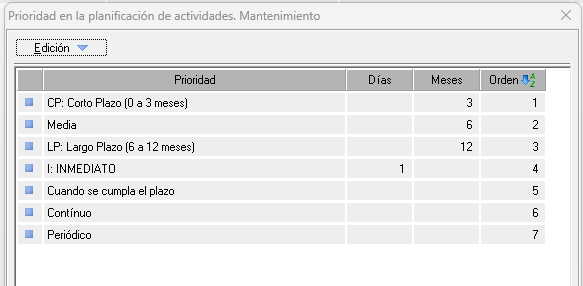 Prioridad en la planificación de actividades. Mantenimiento
Edición
Prioridad Días Meses Orden
CP: Corto Plazo (0 a 3 meses) 3 1
Media 6 2
LP: Largo Plazo (6 a 12 meses) 12 3
I: INMEDIATO 1 4
Cuando se cumpla el plazo 5
Contínuo 6
Periódico 7